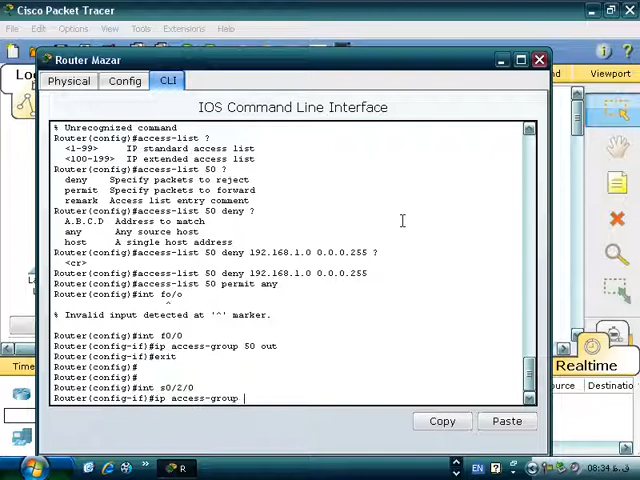 Cisco Packet Tracer
File Edit Options View Tools Extensions Help
Router Mazar
Physical Config CLI
IOS Command Line Interface
% Unrecognized command
Router(config)#access-list ?
<1-99> IP standard access list
<100-199> IP extended access list
Router(config)#access-list 50 ?
deny Specify packets to reject
permit Specify packets to forward
remark Access list entry comment
Router(config)#access-list 50 deny ?
A.B.C.D Address to match
any Any source host
host A single host address
Router(config)#access-list 50 deny 192.168.1.0 0.0.0.255 ?
<cr>
Router(config)#access-list 50 deny 192.168.1.0 0.0.0.255
Router(config)#access-list 50 permit any
Router(config)#int fo/o
^
% Invalid input detected at '^' marker.
Router(config)#int f0/0
Router(config-if)#ip access-group 50 out
Router(config-if)#exit
Router(config)#
Router(config)#
Router(config)#int s0/2/0
Router(config-if)#ip access-group
Copy Paste
Lo
Viewport
Realtime
Time
Source Destinat
R
EN
08:34 ق.ظ